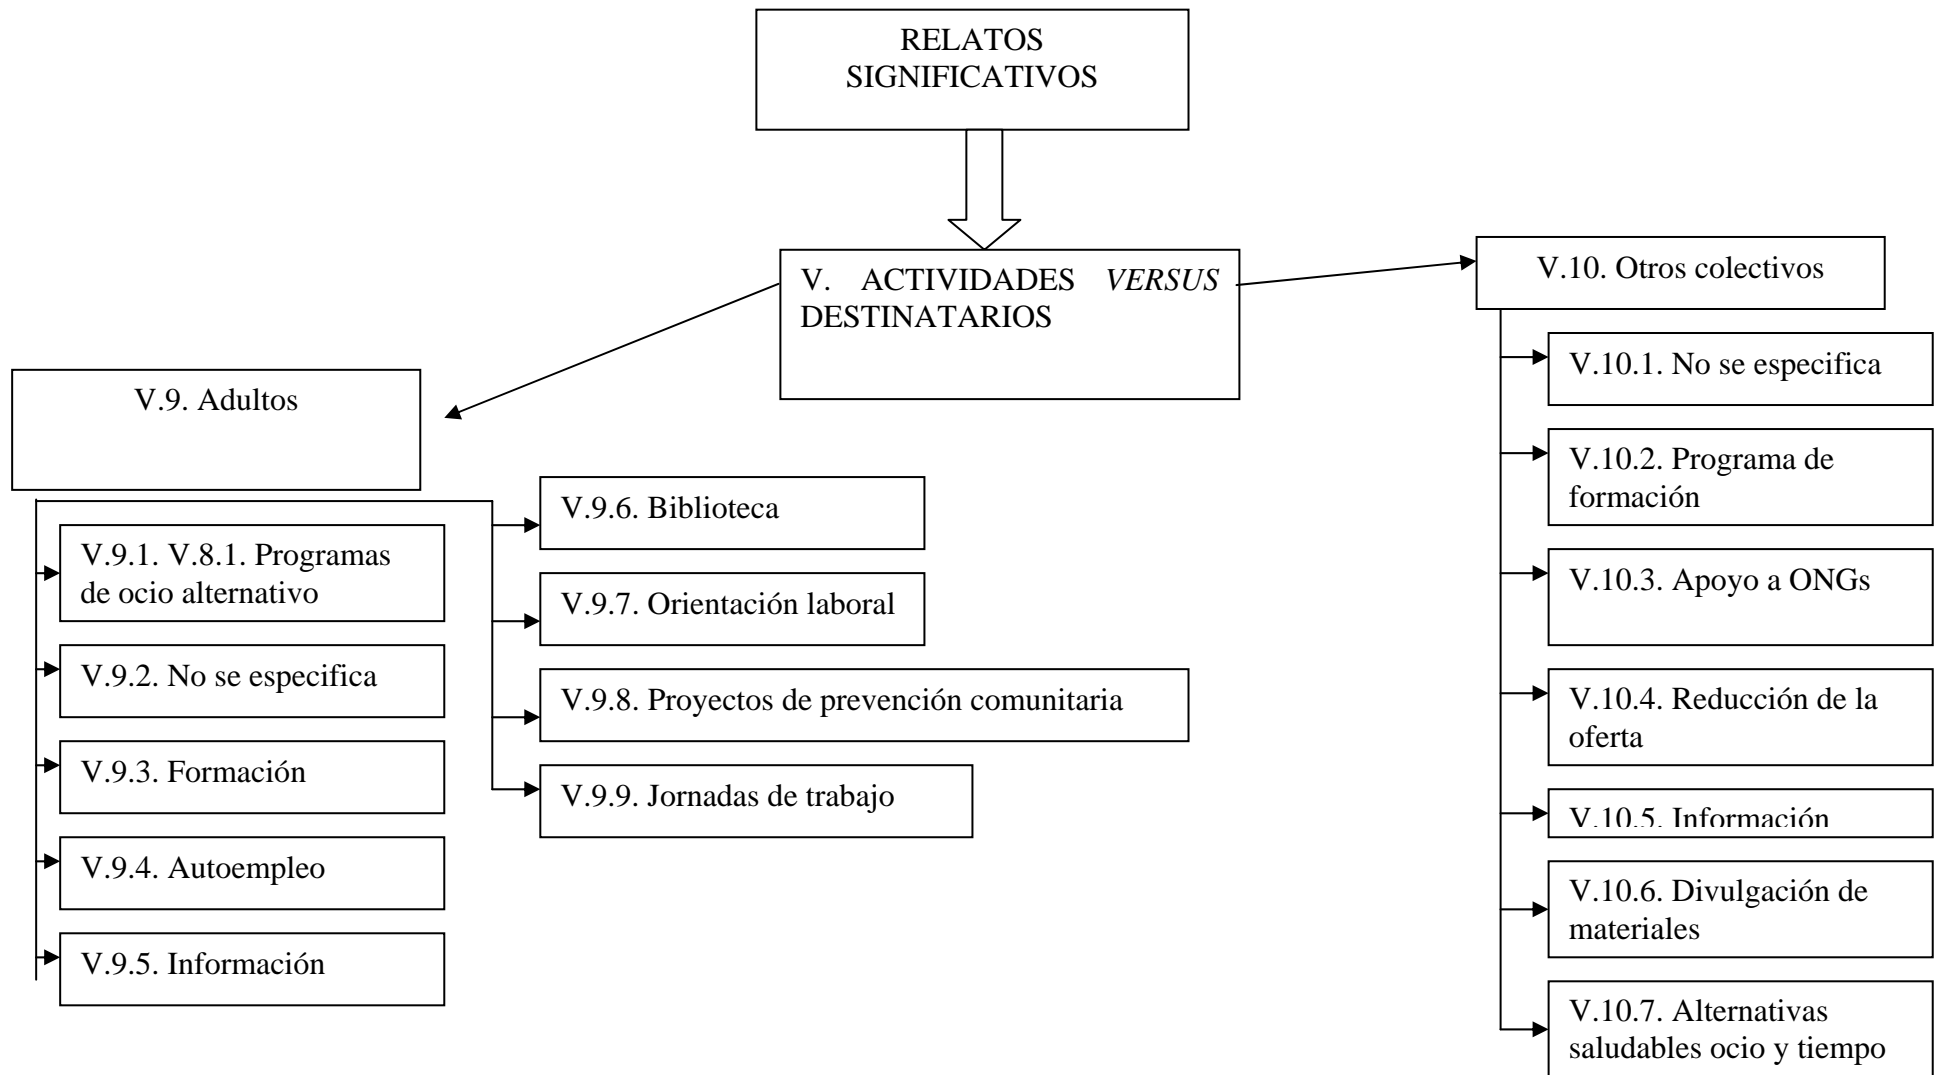 RELATOS
SIGNIFICATIVOS
V. ACTIVIDADES VERSUS
DESTINATARIOS
V.9. Adultos
V.9.1. V.8.1. Programas
de ocio alternativo
V.9.2. No se especifica
V.9.3. Formación
V.9.4. Autoempleo
V.9.5. Información
V.9.6. Biblioteca
V.9.7. Orientación laboral
V.9.8. Proyectos de prevención comunitaria
V.9.9. Jornadas de trabajo
V.10. Otros colectivos
V.10.1. No se especifica
V.10.2. Programa de
formación
V.10.3. Apoyo a ONGs
V.10.4. Reducción de la
oferta
V.10.5. Información
V.10.6. Divulgación de
materiales
V.10.7. Alternativas
saludables ocio y tiempo